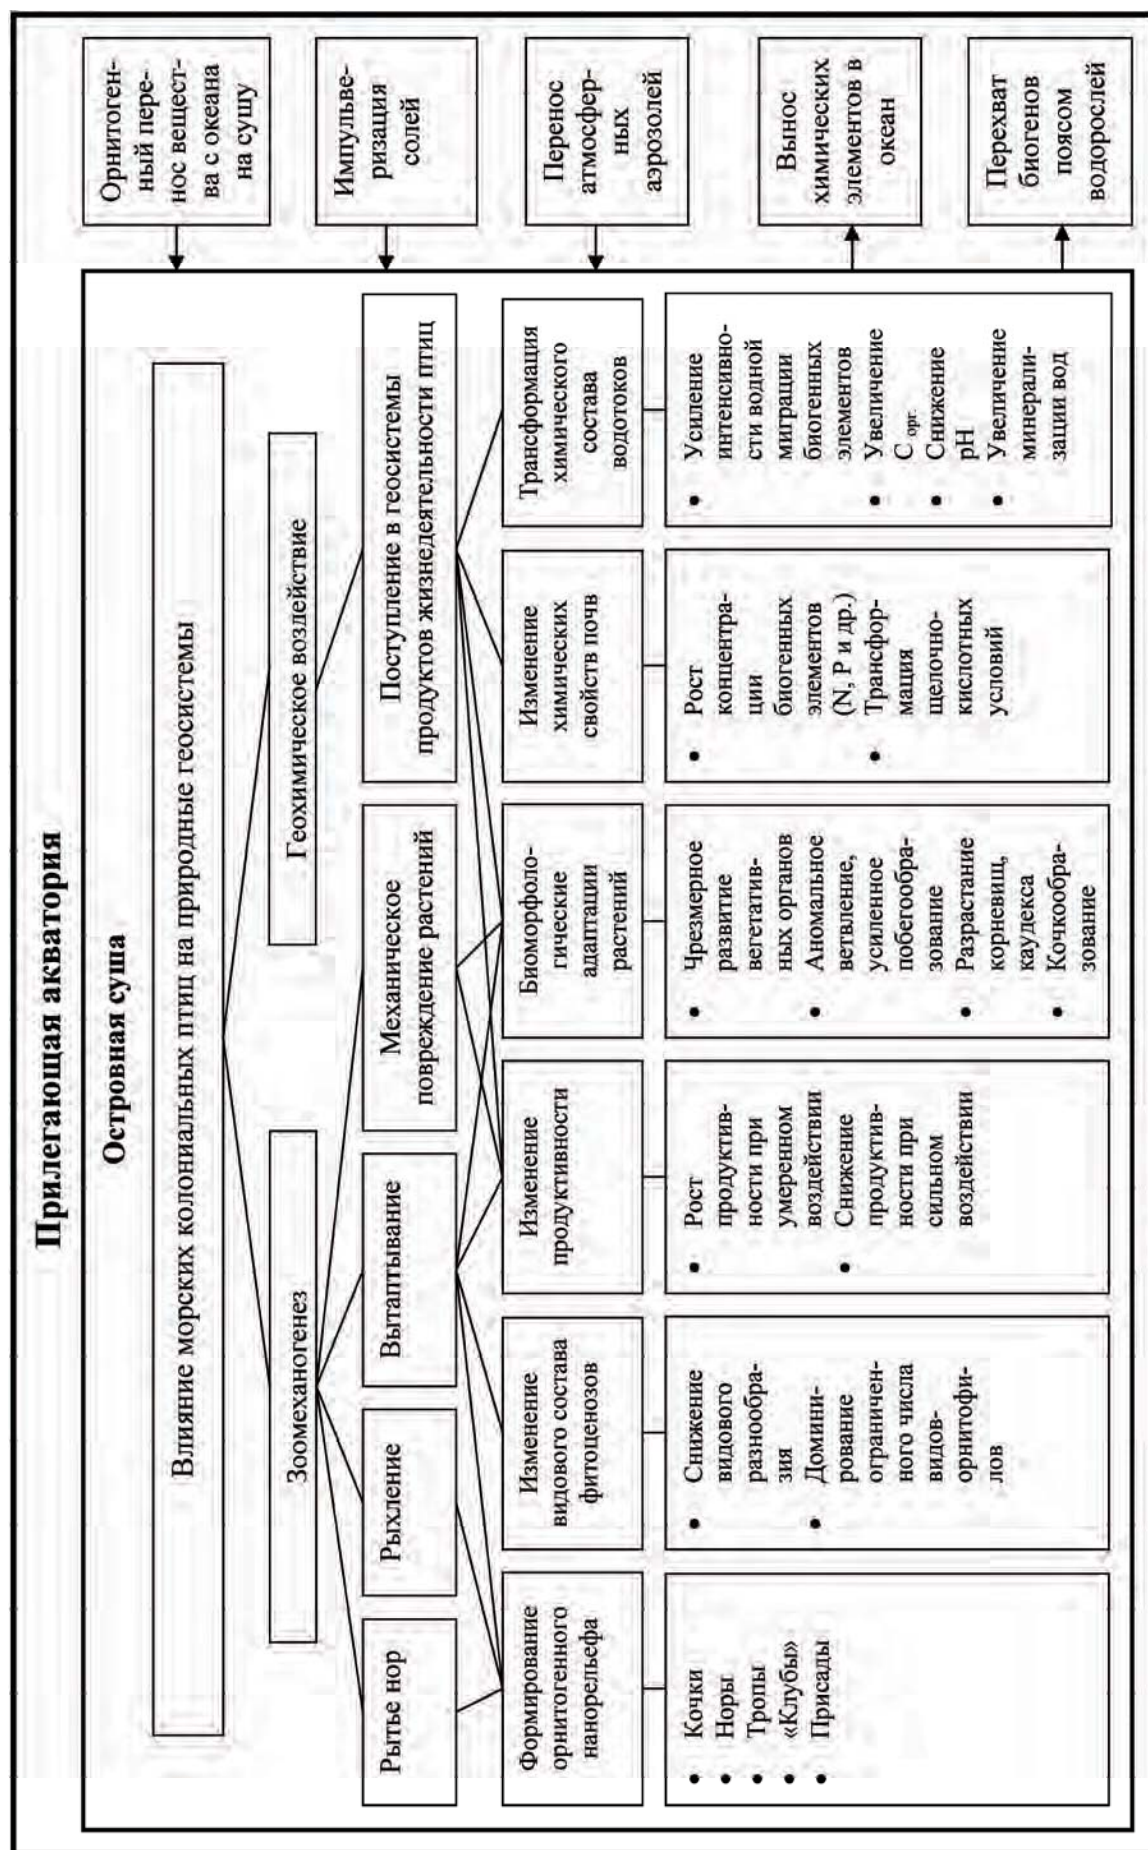 Прилегающая акватория
Островная суша
Влияние морских колониальных птиц на природные геосистемы
Зоомеханогенез
Геохимическое воздействие
Рытье нор
Рыхление
Вытаптывание
Механическое
повреждение растений
Поступление в геосистемы
продуктов жизнедеятельности птиц
Формирование
орнитогенного
нанорельефа
Изменение
видового состава
фитоценозов
Изменение
продуктивности
Биоморфоло-
гические
адаптации
растений
Изменение
химических
свойств почв
Трансформация
химического
состава
водотоков
• Кочки
• Норы
• Тропы
• «Клубы»
• Присады
• Снижение
видового
разнообра-
зия
• Домини-
рование
ограничен-
ного числа
видов-
орнитофи-
лов
• Рост
продуктив-
ности при
умеренном
воздействии
• Снижение
продуктив-
ности при
сильном
воздействии
• Чрезмерное
развитие
вегетатив-
ных органов
• Аномальное
ветвление,
усиленное
побегообра-
зование
• Разрастание
корневищ,
каудекса
• Кочкообра-
зование
• Рост
концентра-
ции
биогенных
элементов
(N, P и др.)
• Трансфор-
мация
щелочно-
кислотных
условий
• Усиление
интенсивно-
сти водной
миграции
биогенных
элементов
• Увеличение
С орг.
• Снижение
pH
• Увеличение
минерали-
зации вод
Орнитоген-
ный пере-
нос вещест-
ва с океана
на сушу
Импульве-
ризация
солей
Перенос
атмосфер-
ных
аэрозолей
Вынос
химических
элементов в
океан
Перехват
биогенов
поясом
водорослей